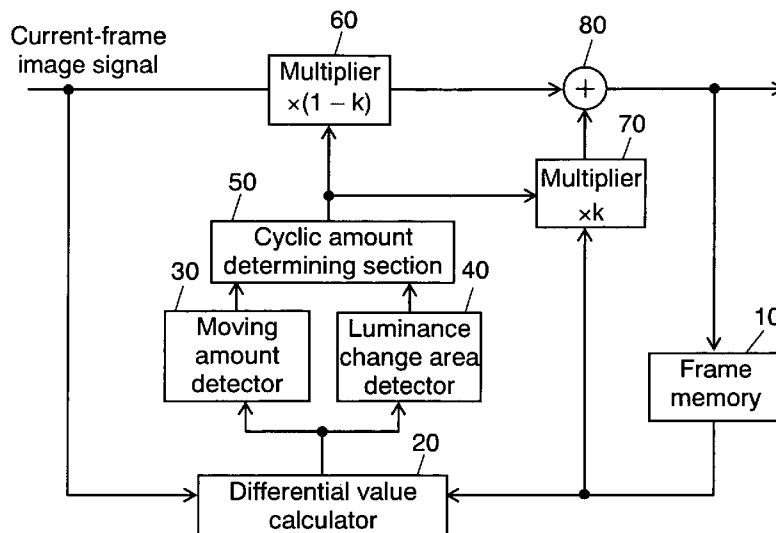 60
80
Current-frame
image signal
Multiplier
×(1 – k)
+
70
Multiplier
×k
50
Cyclic amount
determining section
30
40
Moving
amount
detector
Luminance
change area
detector
10
Frame
memory
20
Differential value
calculator